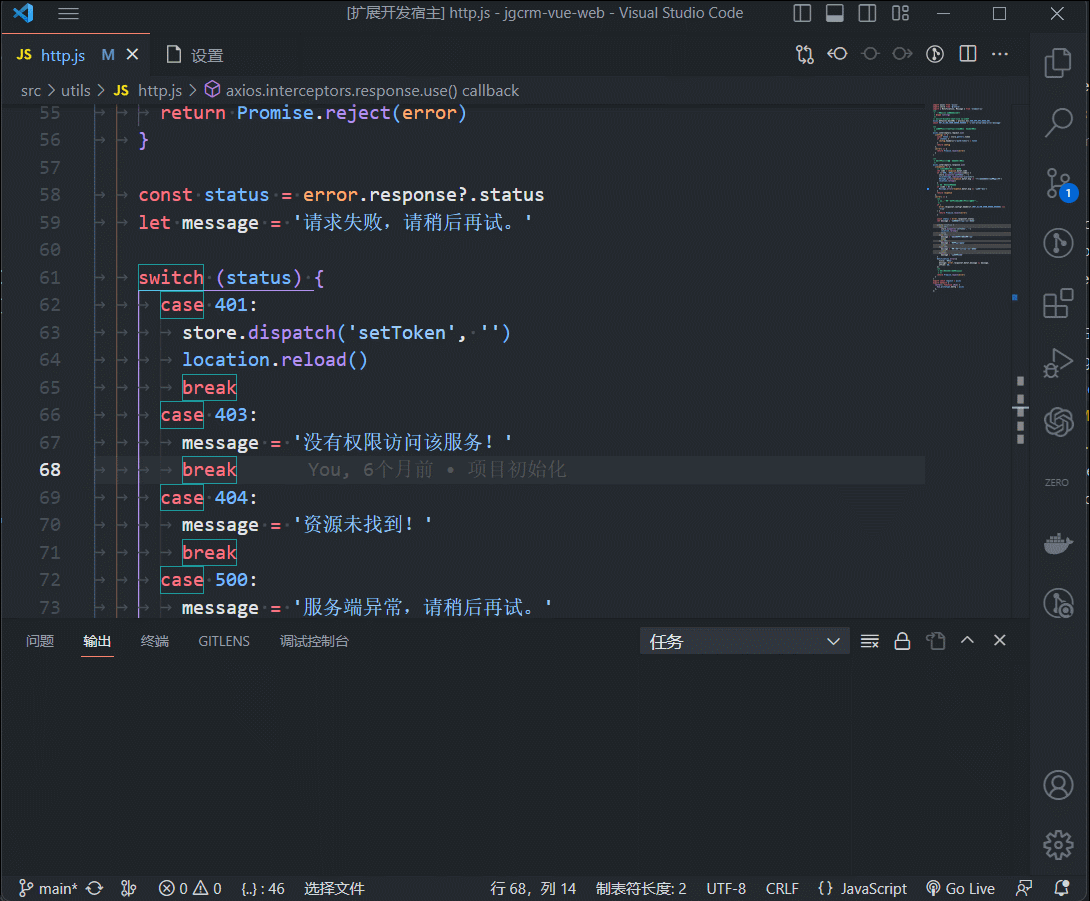 [扩展开发宿主] http.js - jgcrm-vue-web - Visual Studio Code
JS http.js M 设置
src > utils > JS http.js > axios.interceptors.response.use() callback
55 return Promise.reject(error)
56 }
57
58 const status = error.response?.status
59 let message = '请求失败，请稍后再试。'
60
61 switch (status) {
62 case 401:
63 store.dispatch('setToken', '')
64 location.reload()
65 break
66 case 403:
67 message = '没有权限访问该服务！'
68 break You, 6个月前 • 项目初始化
69 case 404:
70 message = '资源未找到！'
71 break
72 case 500:
73 message = '服务端异常，请稍后再试。'
1
ZERO
问题 输出 终端 GITLENS 调试控制台 任务
main* 0 0 {..} : 46 选择文件 行 68，列 14 制表符长度: 2 UTF-8 CRLF {} JavaScript Go Live